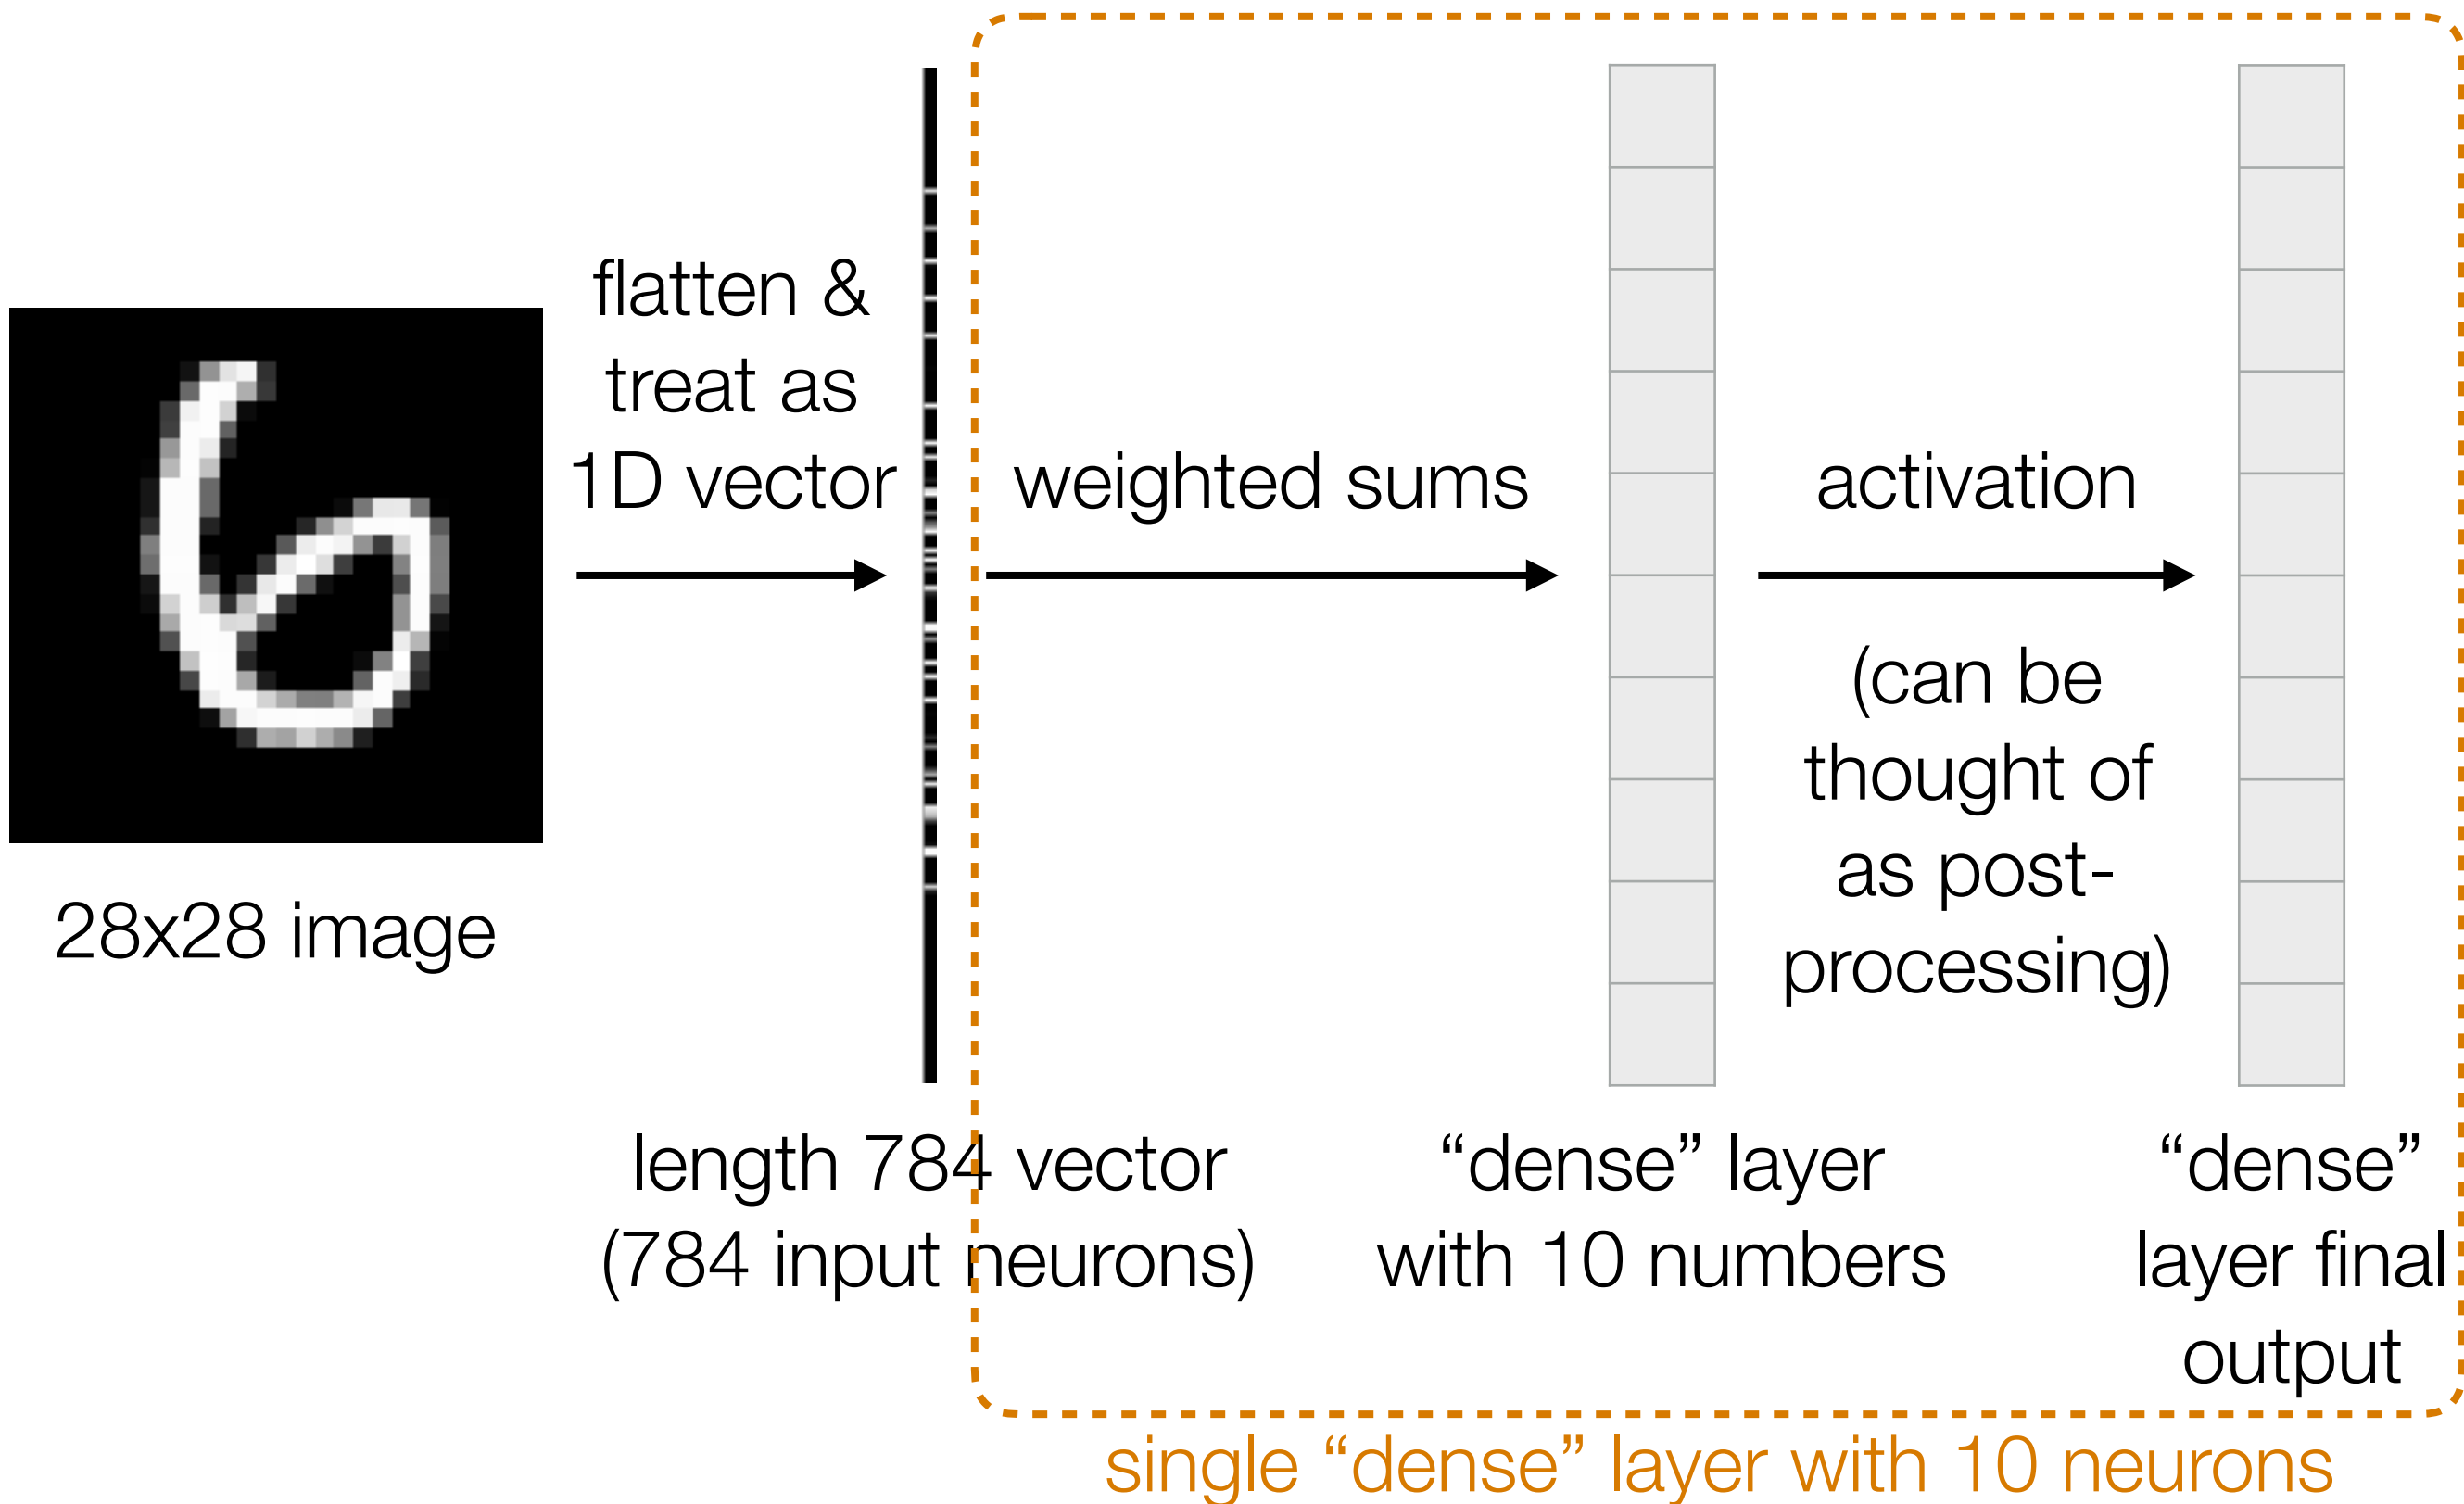 flatten &
treat as
1D vector
weighted sums
activation
(can be
thought of
as post-
processing)
28x28 image
length 784 vector
(784 input neurons)
“dense” layer
with 10 numbers
“dense”
layer final
output
single “dense” layer with 10 neurons